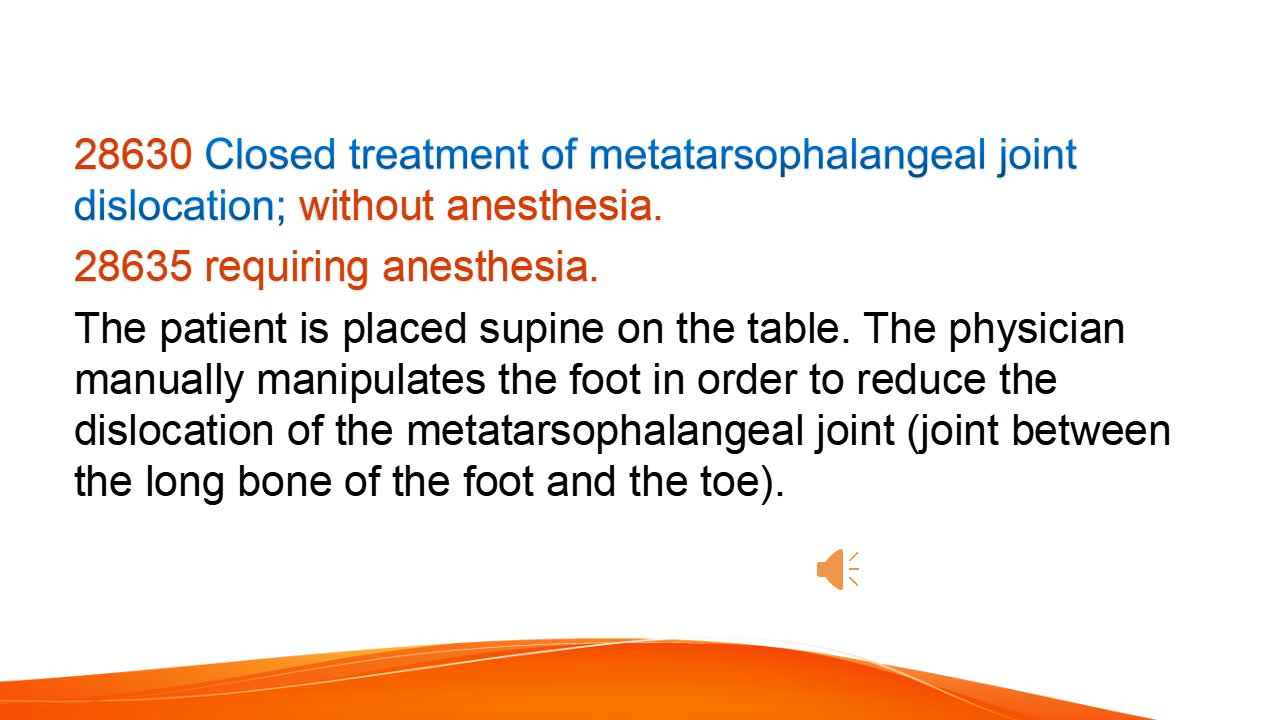 28630 Closed treatment of metatarsophalangeal joint
dislocation; without anesthesia.
28635 requiring anesthesia.
The patient is placed supine on the table. The physician
manually manipulates the foot in order to reduce the
dislocation of the metatarsophalangeal joint (joint between
the long bone of the foot and the toe).